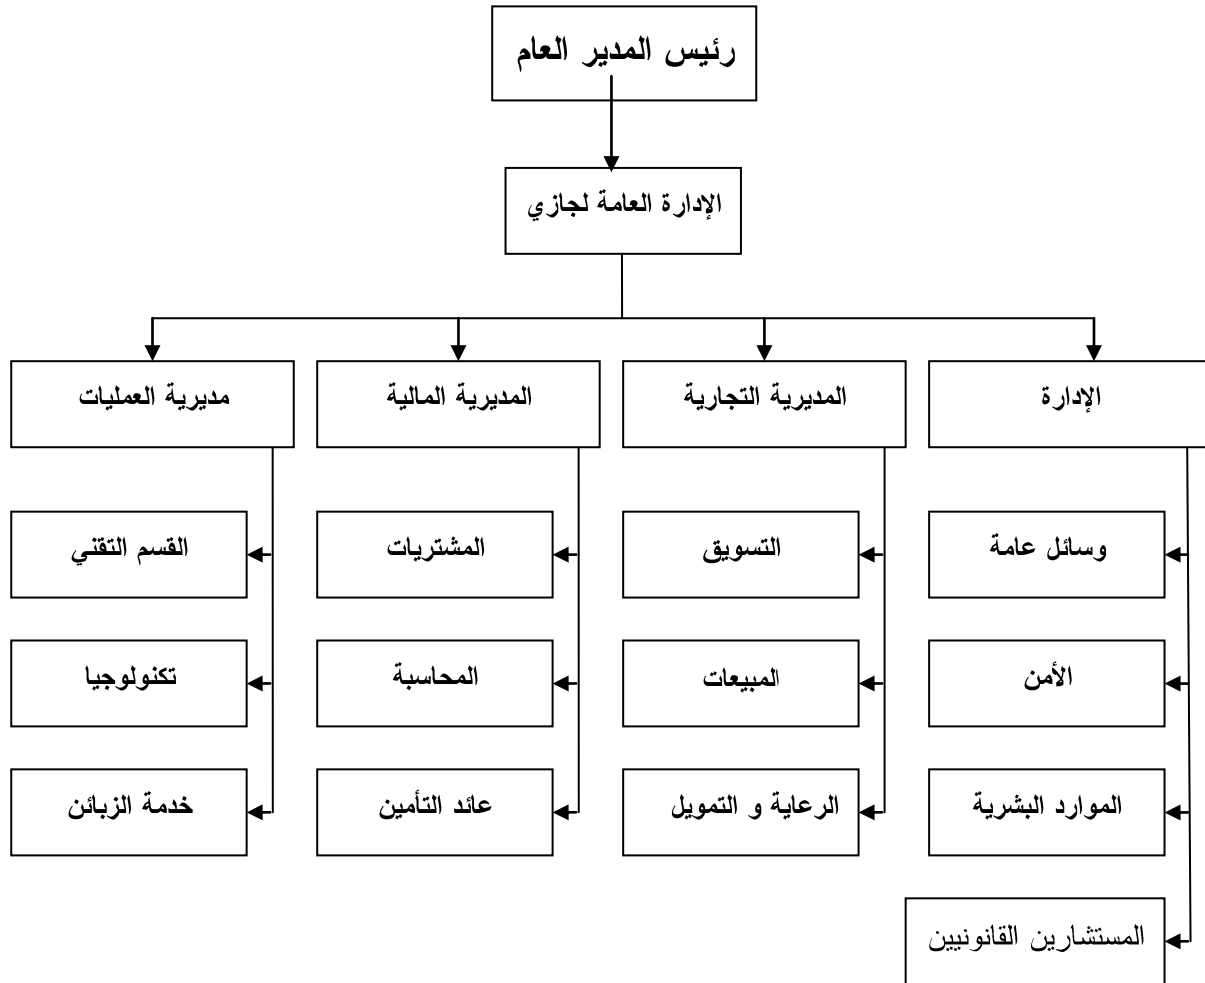 رئيس المدير العام
الإدارة العامة لجازي
الإدارة
المديرية التجارية
المديرية المالية
مديرية العمليات
وسائل عامة
التسويق
المشتريات
القسم التقني
الأمن
المبيعات
المحاسبة
تكنولوجيا
الموارد البشرية
الرعاية و التمويل
عائد التأمين
خدمة الزبائن
المستشارين القانونيين